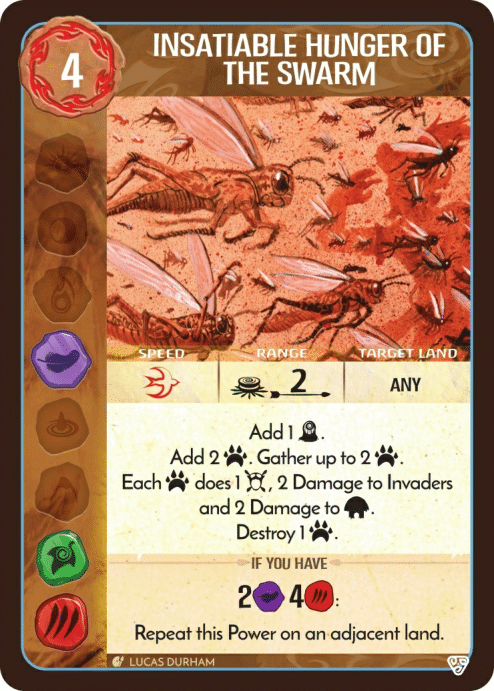 4
INSATIABLE HUNGER OF
THE SWARM
SPEED RANGE TARGET LAND
2 ANY
Add 1 .
Add 2 . Gather up to 2 .
Each does 1 , 2 Damage to Invaders
and 2 Damage to .
Destroy 1 .
IF YOU HAVE
2 4 :
Repeat this Power on an adjacent land.
LUCAS DURHAM